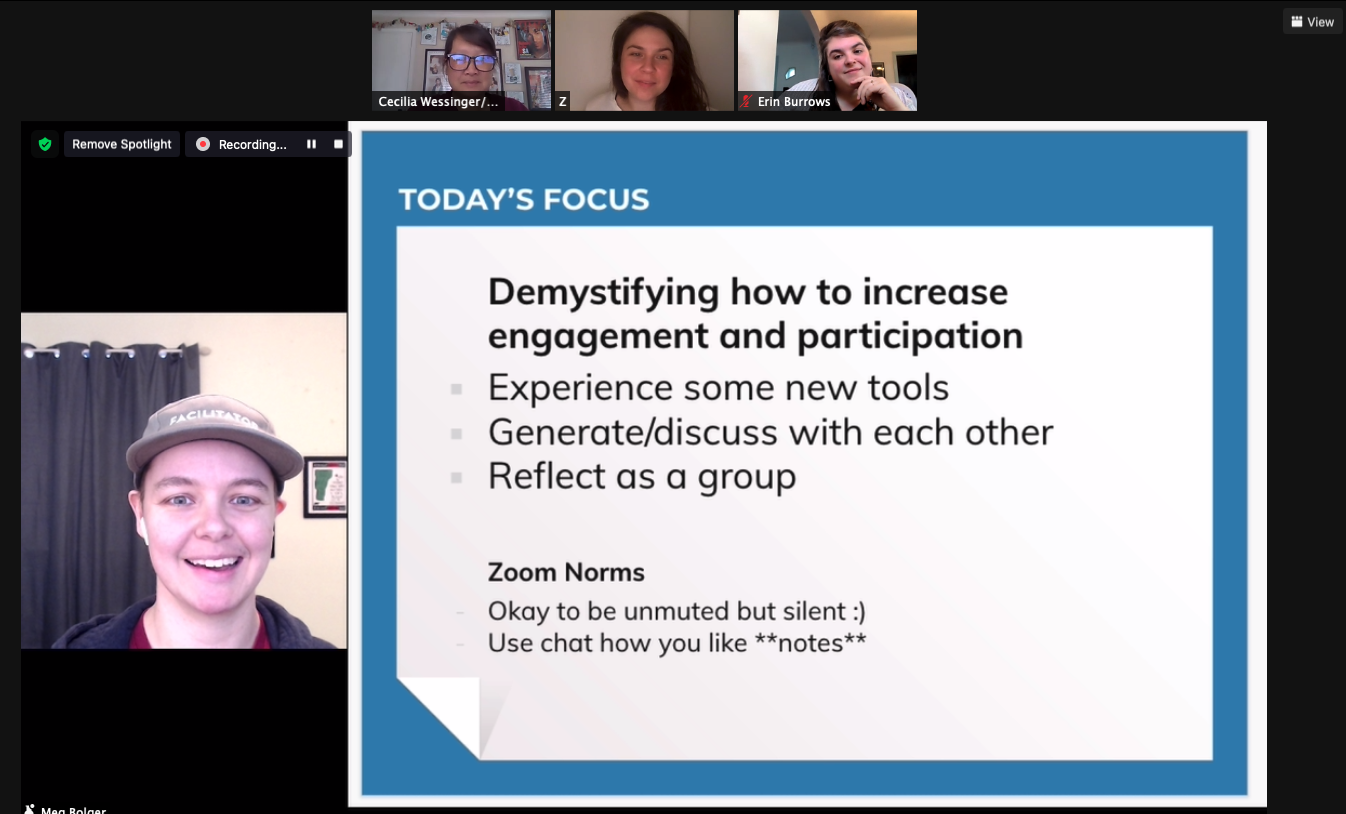 View
Cecilia Wessinger/...
Z
Erin Burrows
Remove Spotlight
Recording...
TODAY'S FOCUS
Demystifying how to increase
engagement and participation
Experience some new tools
Generate/discuss with each other
Reflect as a group
Zoom Norms
- Okay to be unmuted but silent :)
- Use chat how you like **notes**
FACILITATOR
Meg Bolger